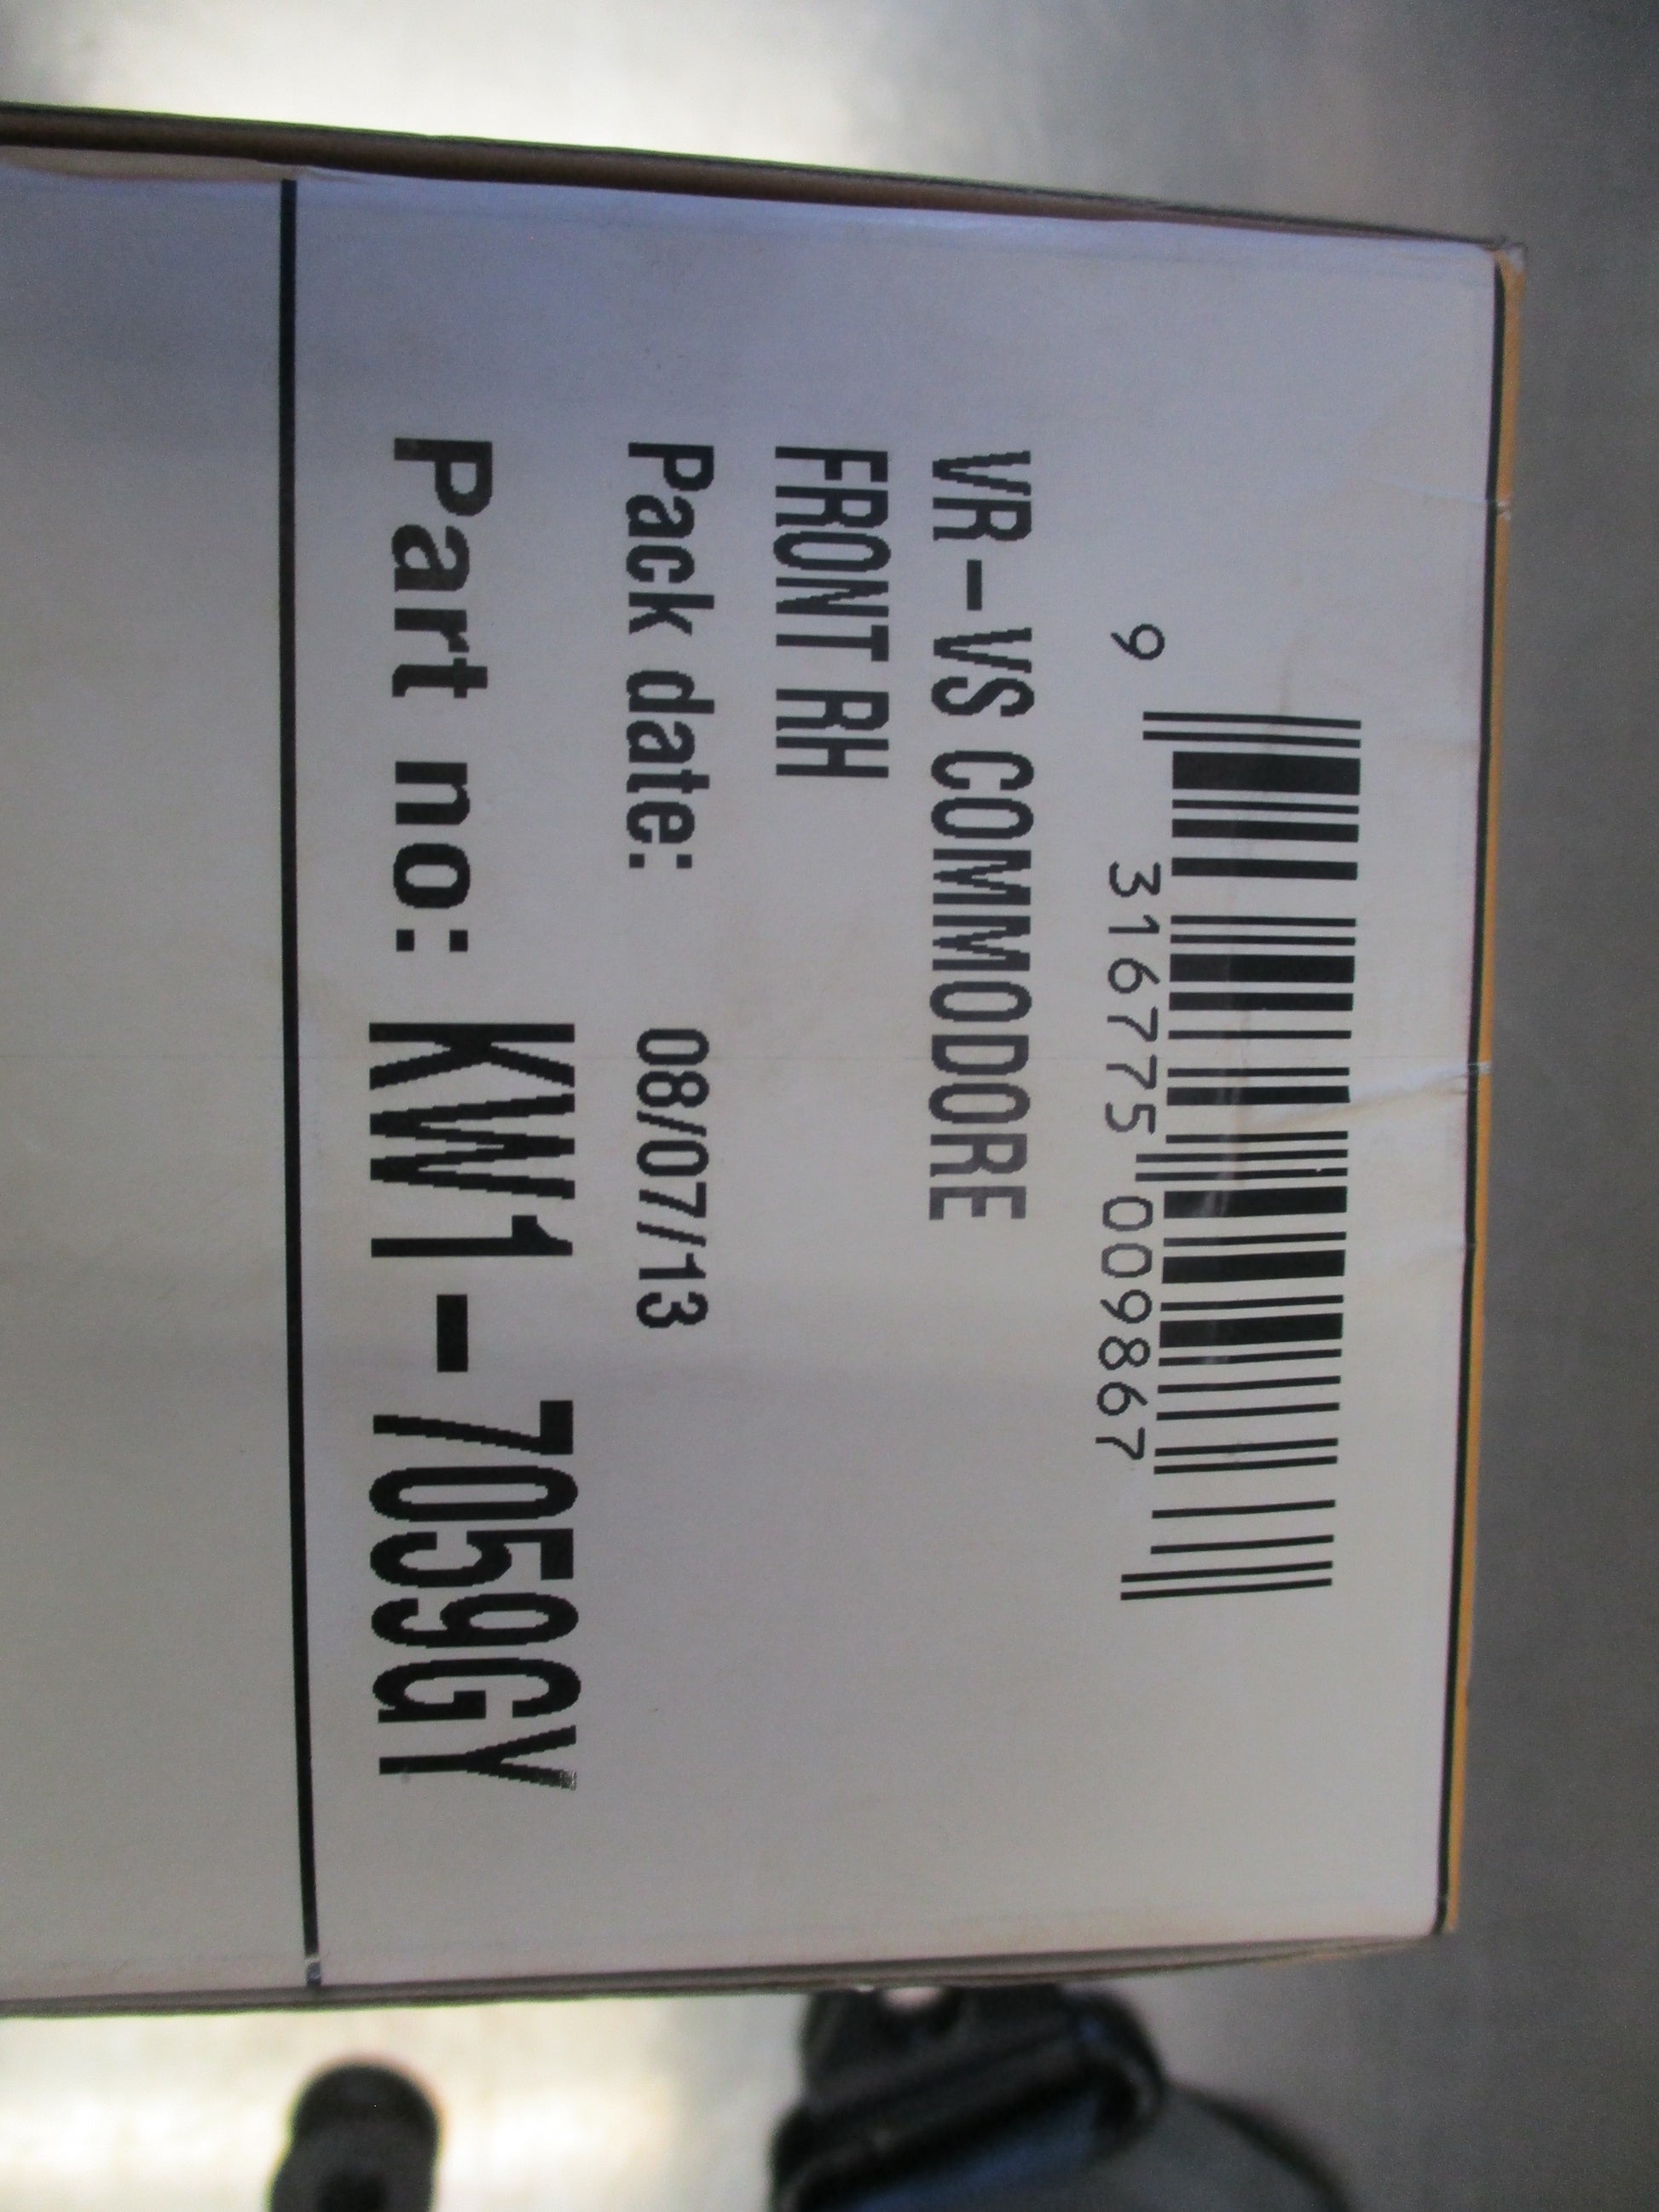 9 316775 009867
VR-VS COMMODORE
FRONT RH
Pack date: 08/07/13
Part no: KW1-7059GY